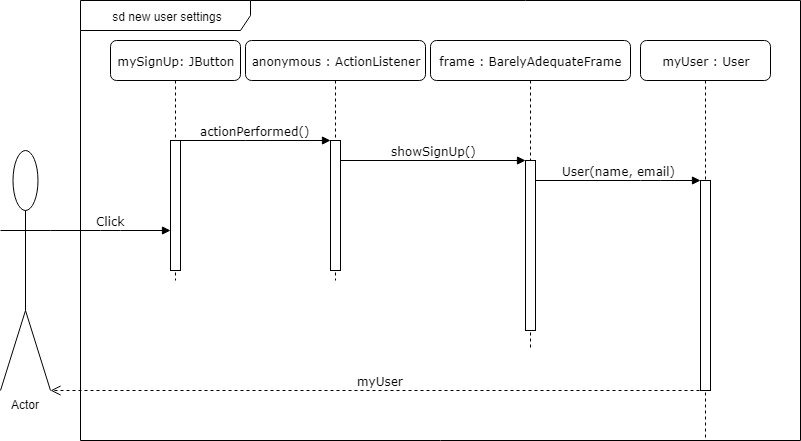 sd new user settings
mySignUp: JButton
anonymous : ActionListener
frame : BarelyAdequateFrame
myUser : User
actionPerformed()
showSignUp()
User(name, email)
Click
myUser
Actor